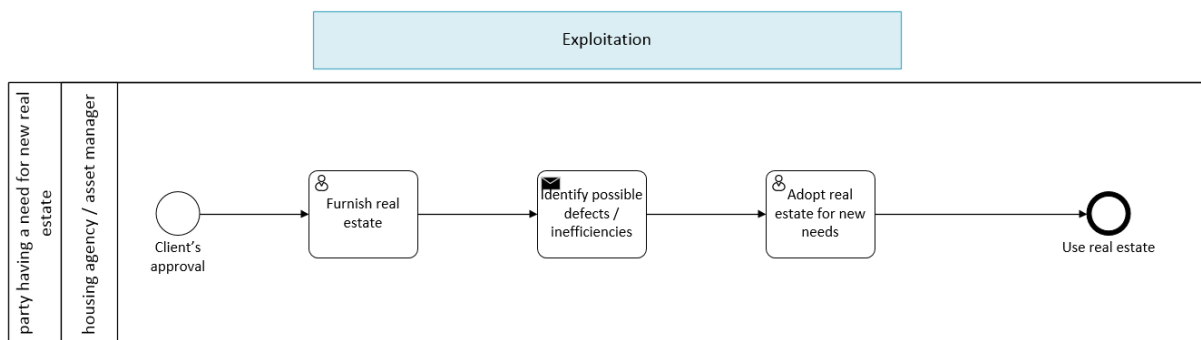 Exploitation
party having a need for new real
estate
housing agency / asset manager
Client's
approval
Furnish real
estate
Identify possible
defects /
inefficiencies
Adopt real
estate for new
needs
Use real estate